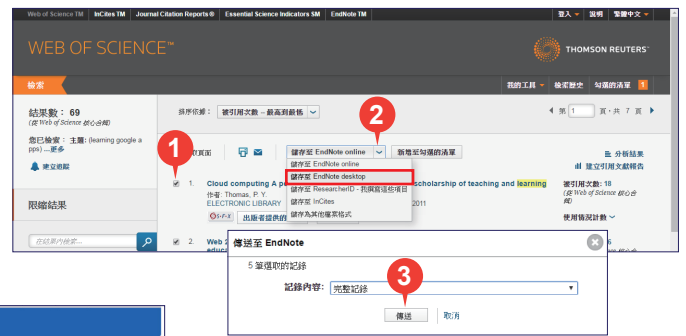 Web of Science TM InCites TM Journal Citation Reports® Essential Science Indicators SM EndNote TM 登入 說明 繁體中文
WEB OF SCIENCE™ THOMSON REUTERS™
檢索 我的工具 檢索歷史 勾選的清單 1
結果數: 69
(從 Web of Science 核心合輯)
排序依據: 被引用次數 -- 最高到最低
第 1 頁，共 7 頁
您已檢索: 主題: (learning google a
pps) ...更多
建立追蹤
2
頁面 儲存至 EndNote online 新增至勾選的清單
分析結果
建立引用文獻報告
儲存至 EndNote online
儲存至 EndNote desktop
儲存至 ResearcherID - 我撰寫這些項目
儲存至 InCites
儲存為其他檔案格式
1
1. Cloud computing A p scholarship of teaching and learning
作者: Thomas, P. Y.
ELECTRONIC LIBRARY 2011
S·F·X 出版者提供的
被引用次數: 18
(從 Web of Science 核心合
輯)
使用情況計數
限縮結果
在結果內檢索...
2. Web
educa
傳送至 EndNote
5 筆選取的記錄
3
記錄內容: 完整記錄
傳送 取消